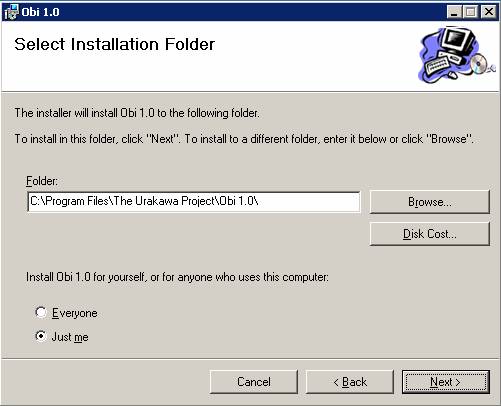 Obi 1.0
Select Installation Folder
The installer will install Obi 1.0 to the following folder.
To install in this folder, click "Next". To install to a different folder, enter it below or click "Browse".
Folder:
C:\Program Files\The Urakawa Project\Obi 1.0\
Browse...
Disk Cost...
Install Obi 1.0 for yourself, or for anyone who uses this computer:
Everyone
Just me
Cancel
< Back
Next >